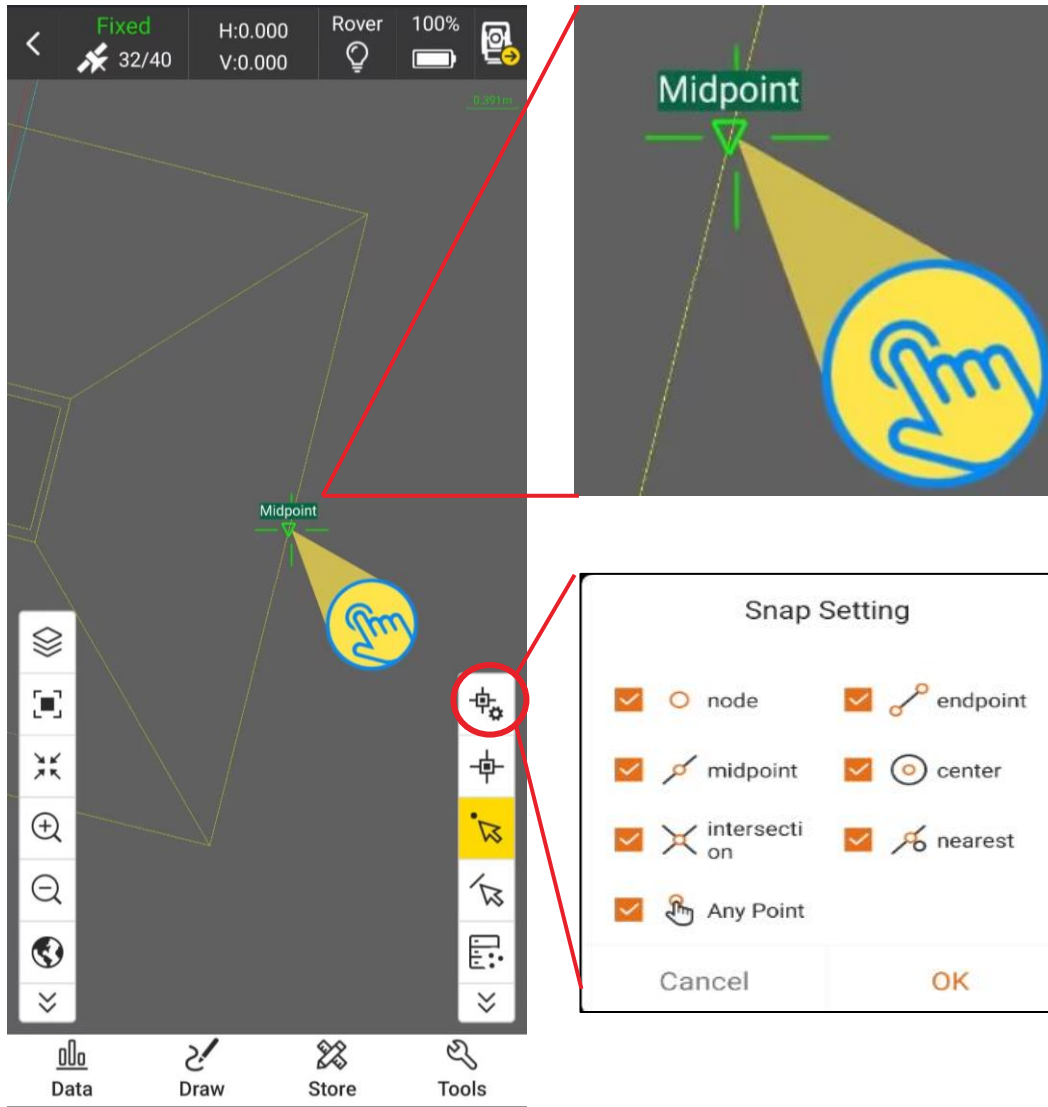 Fixed
32/40
H:0.000
V:0.000
Rover
100%
0.391m
Midpoint
Data
Draw
Store
Tools
Midpoint
Snap Setting
node
endpoint
midpoint
center
intersecti
on
nearest
Any Point
Cancel
OK